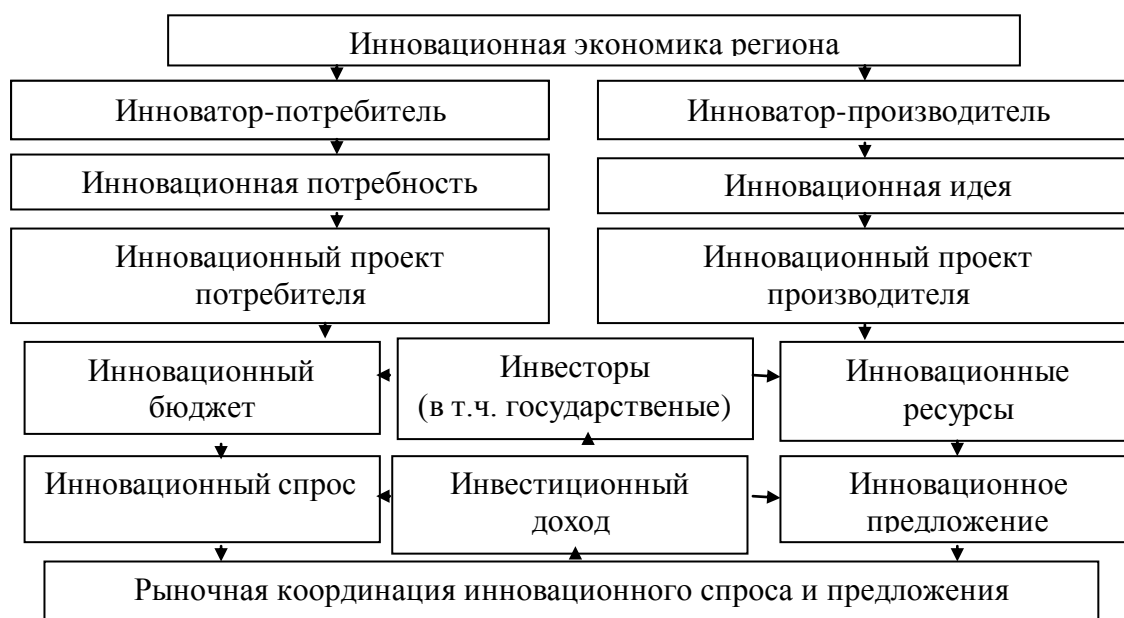 Инновационная экономика региона
Инноватор-потребитель
Инноватор-производитель
Инновационная потребность
Инновационная идея
Инновационный проект
потребителя
Инновационный проект
производителя
Инновационный
бюджет
Инвесторы
(в т.ч. государственые)
Инновационные
ресурсы
Инновационный спрос
Инвестиционный
доход
Инновационное
предложение
Рыночная координация инновационного спроса и предложения